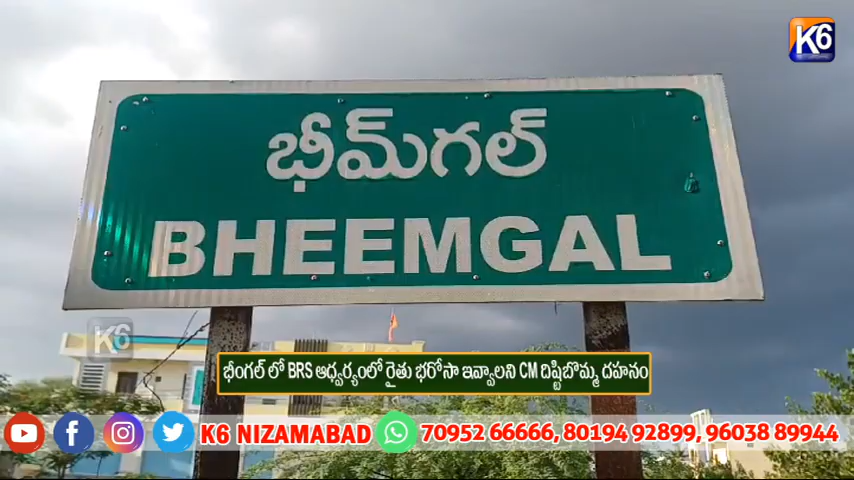 K6
భీమ్‌గల్
BHEEMGAL
K6
భీంగల్ లో BRS ఆధ్వర్యంలో రైతు భరోసా ఇవ్వాలని CM దిష్టిబొమ్మ దహనం
K6 NIZAMABAD 70952 66666, 80194 92899, 96038 89944